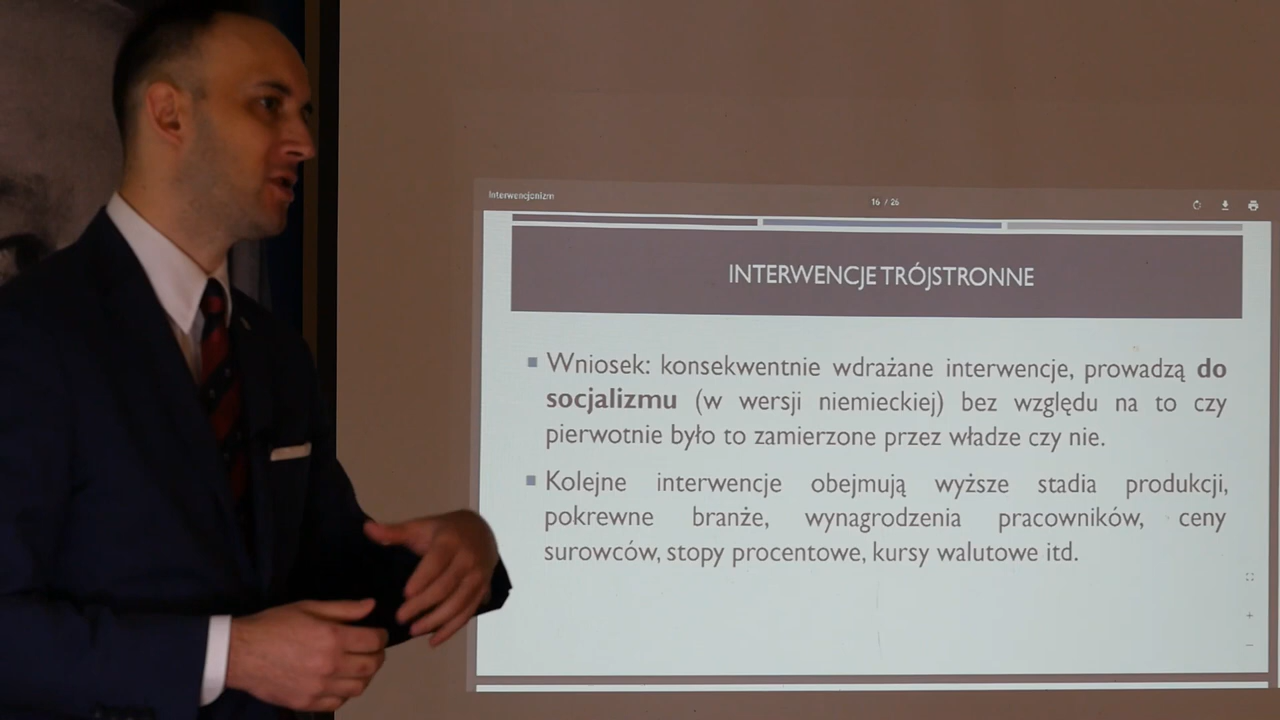 Interwencjonizm
16 / 26
INTERWENCJE TRÓJSTRONNE
Wniosek: konsekwentnie wdrażane interwencje, prowadzą do
socjalizmu (w wersji niemieckiej) bez względu na to czy
pierwotnie było to zamierzone przez władze czy nie.
Kolejne interwencje obejmują wyższe stadia produkcji,
pokrewne branże, wynagrodzenia pracowników, ceny
surowców, stopy procentowe, kursy walutowe itd.